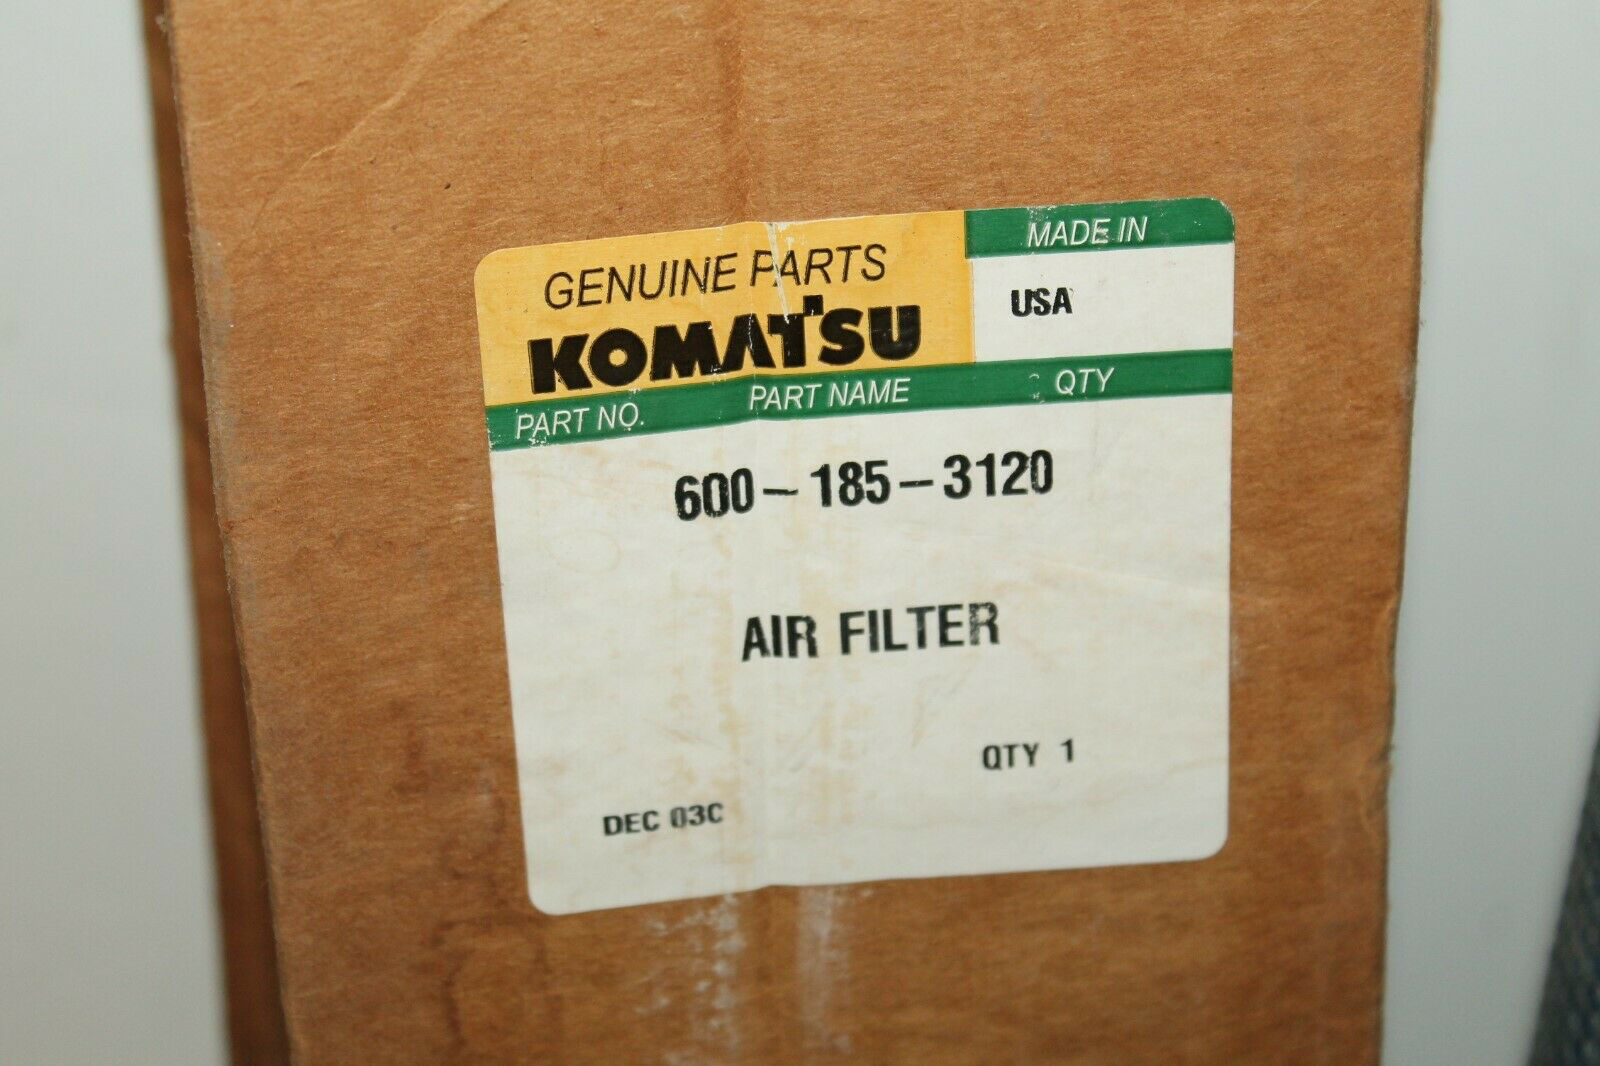 GENUINE PARTS
KOMATSU
MADE IN
USA
PART NO.
PART NAME
QTY
600-185-3120
AIR FILTER
QTY 1
DEC 03C